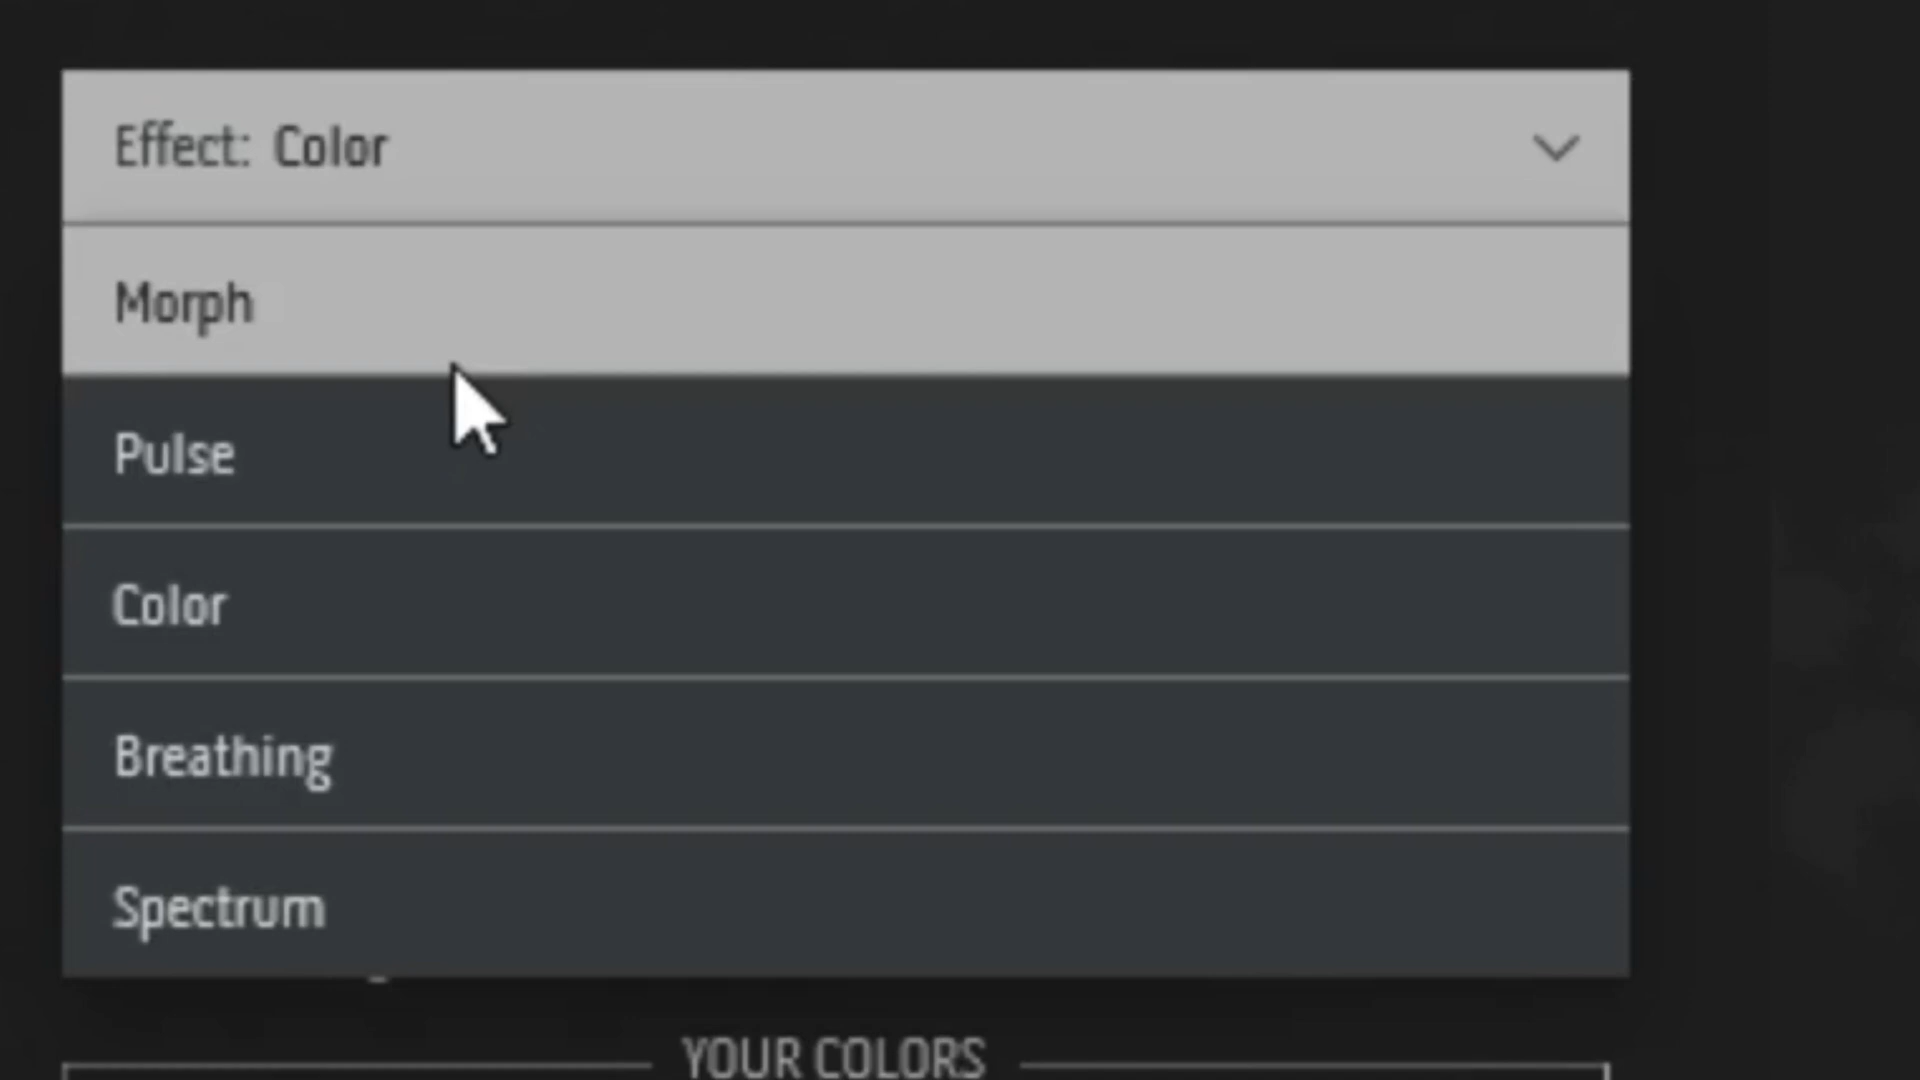 Effect: Color
Morph
Pulse
Color
Breathing
Spectrum
YOUR COLORS